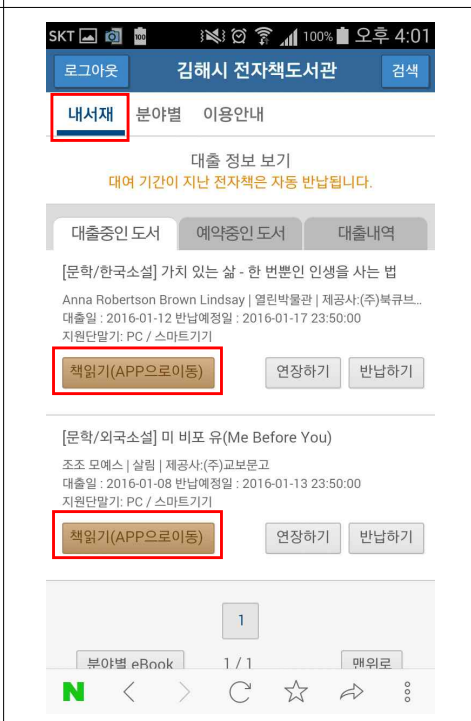 SKT 100 100% 오후 4:01
로그아웃 김해시 전자책도서관 검색
내서재 분야별 이용안내
대출 정보 보기
대여 기간이 지난 전자책은 자동 반납됩니다.
대출중인 도서 예약중인 도서 대출내역
[문학/한국소설] 가치 있는 삶 - 한 번뿐인 인생을 사는 법
Anna Robertson Brown Lindsay | 열린박물관 | 제공사:(주)북큐브...
대출일 : 2016-01-12 반납예정일 : 2016-01-17 23:50:00
지원단말기: PC / 스마트기기
책읽기(APP으로이동) 연장하기 반납하기
[문학/외국소설] 미 비포 유(Me Before You)
조조 모예스 | 살림 | 제공사:(주)교보문고
대출일 : 2016-01-08 반납예정일 : 2016-01-13 23:50:00
지원단말기: PC / 스마트기기
책읽기(APP으로이동) 연장하기 반납하기
1
분야별 eBook 1 / 1 맨위로
N